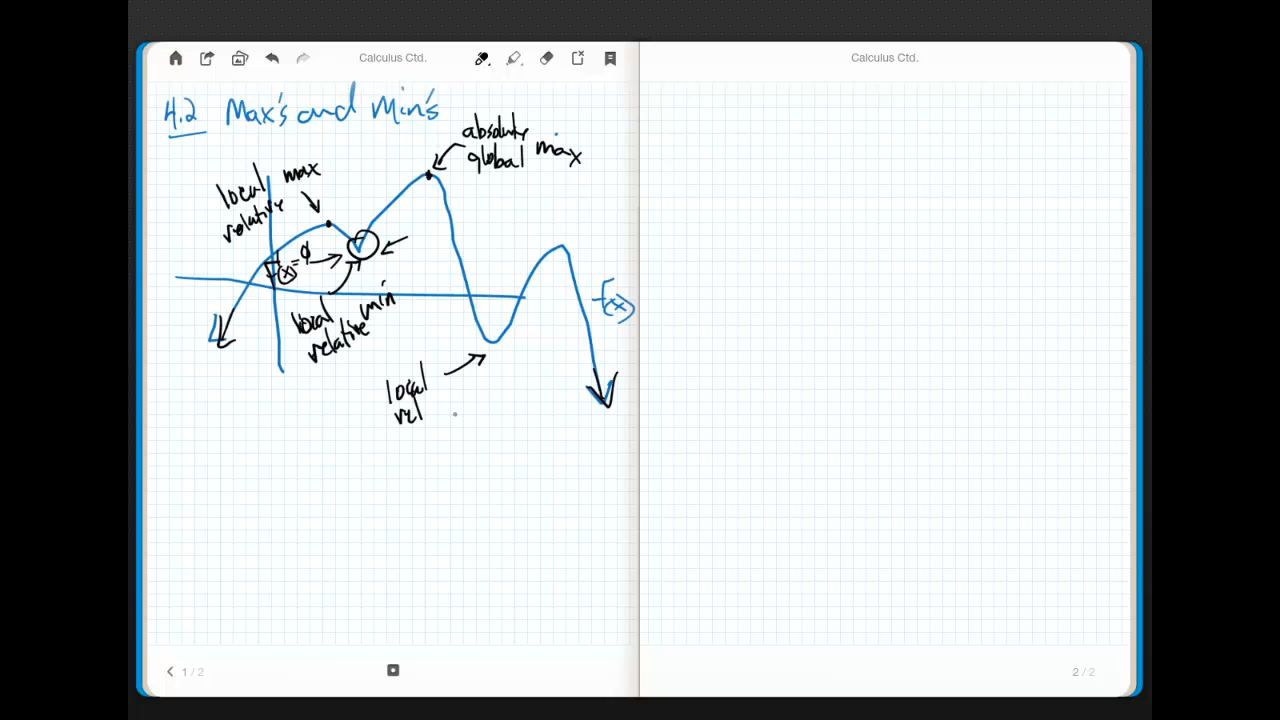 Calculus Ctd.
Calculus Ctd.
4.2 Max's and Min's
absolute
global max
local max
relative
f(x)
local min
relative
local
rel
f(x)
1 / 2
2 / 2